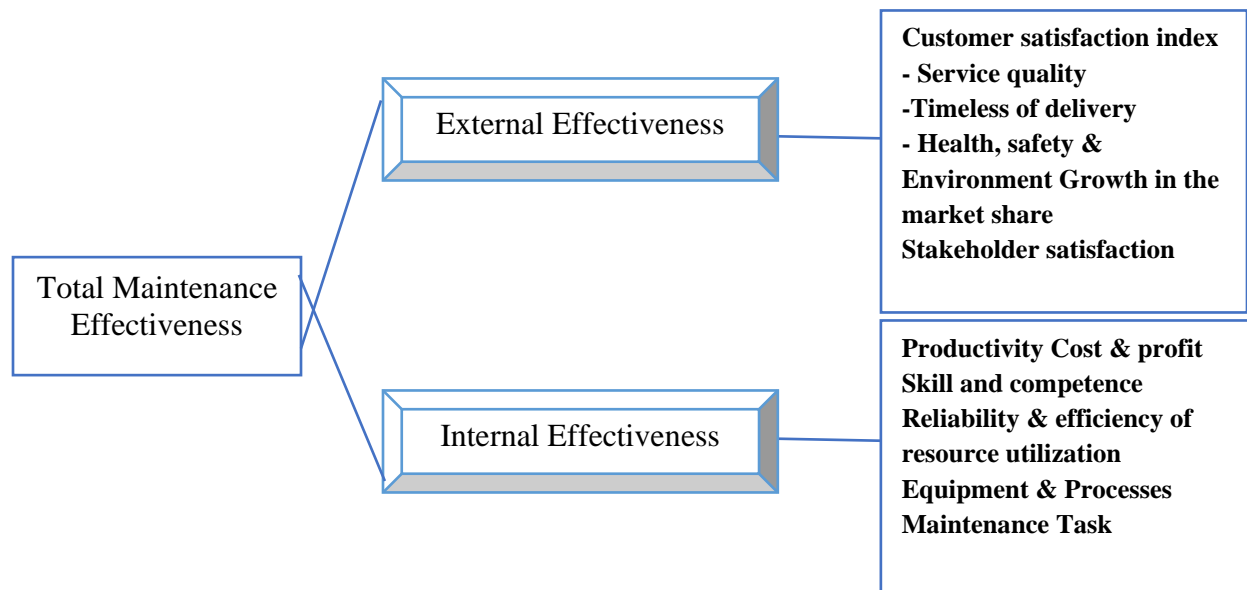 Total Maintenance
Effectiveness
External Effectiveness
Customer satisfaction index
- Service quality
-Timeless of delivery
- Health, safety &
Environment Growth in the
market share
Stakeholder satisfaction
Internal Effectiveness
Productivity Cost & profit
Skill and competence
Reliability & efficiency of
resource utilization
Equipment & Processes
Maintenance Task